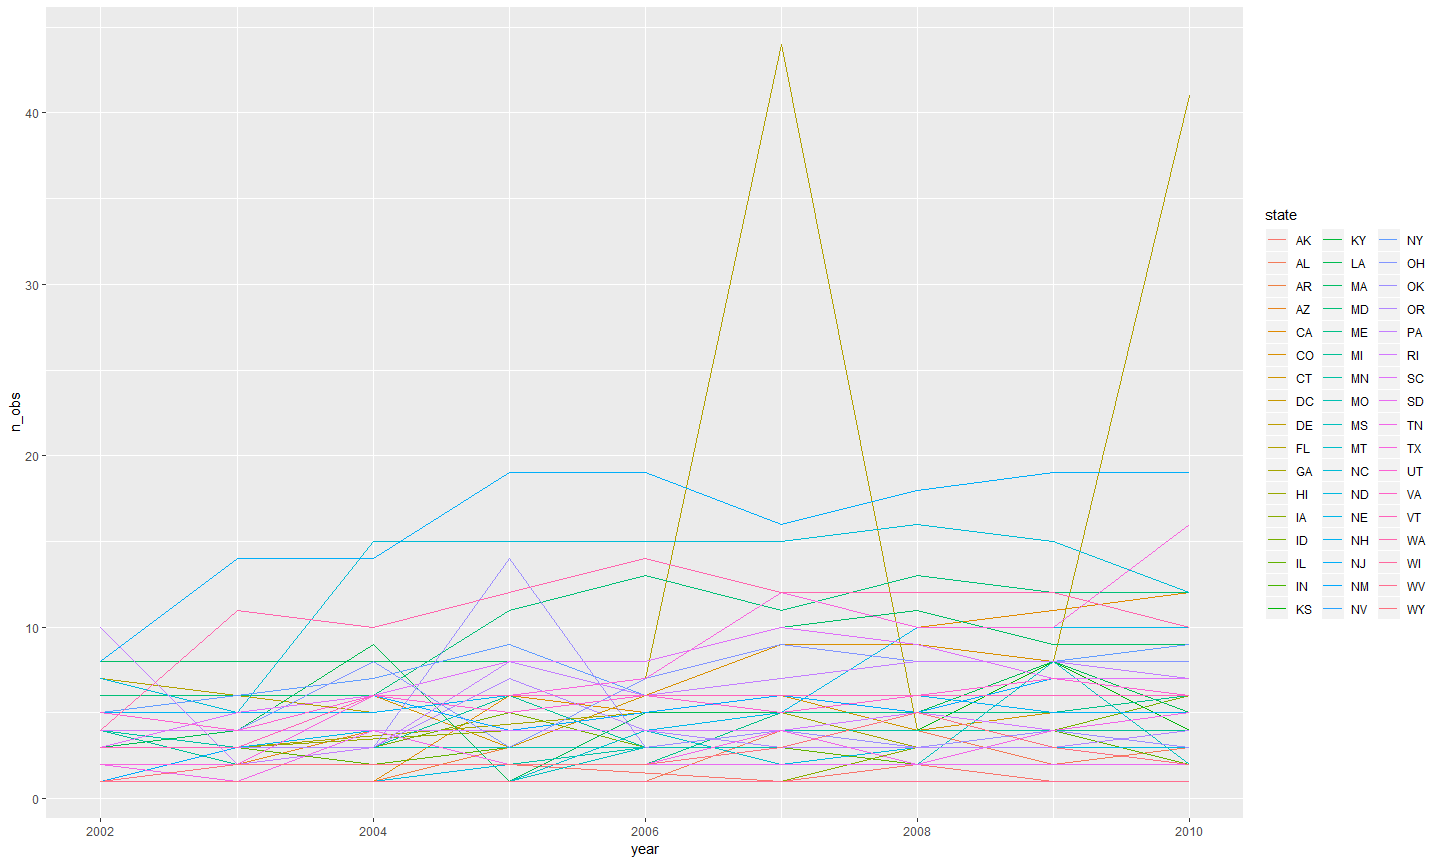 n_obs
40
30
20
10
0
2002 2004 2006 2008 2010
year
state
AK KY NY
AL LA OH
AR MA OK
AZ MD OR
CA ME PA
CO MI RI
CT MN SC
DC MO SD
DE MS TN
FL MT TX
GA NC UT
HI ND VA
IA NE VT
ID NH WA
IL NJ WI
IN NM WV
KS NV WY